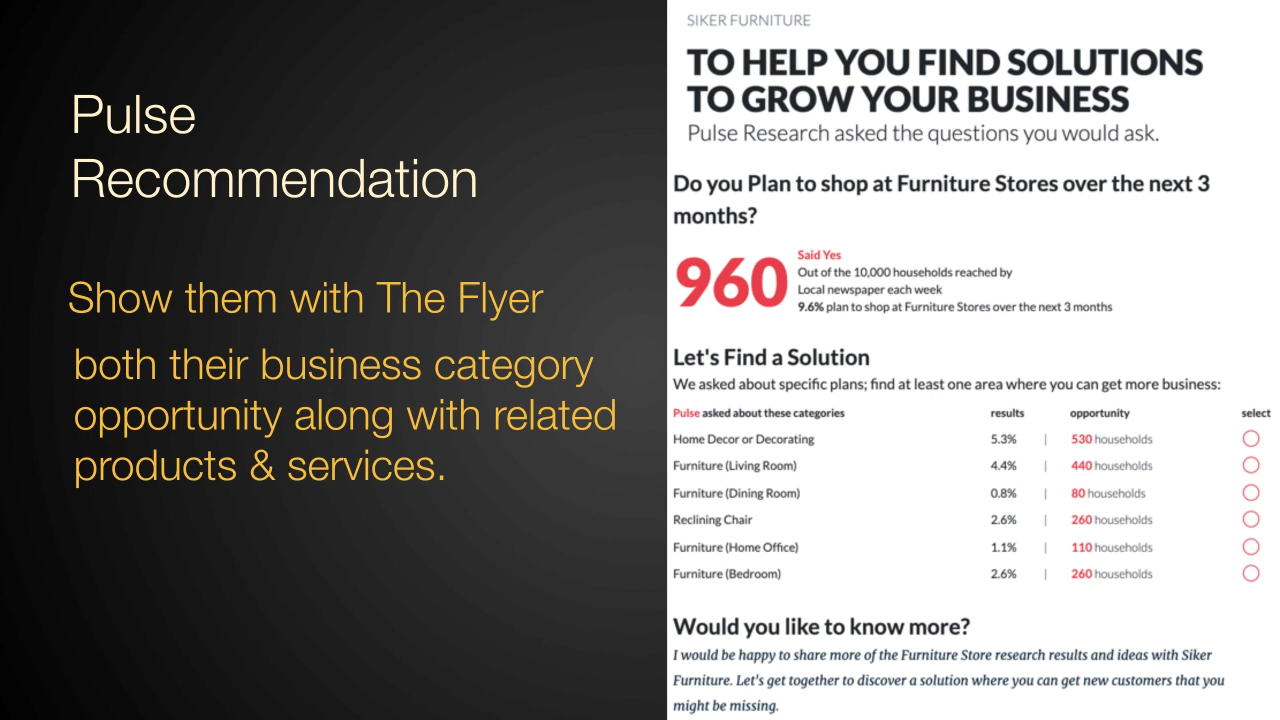 Pulse
Recommendation
Show them with The Flyer
both their business category
opportunity along with related
products & services.
SIKER FURNITURE
TO HELP YOU FIND SOLUTIONS
TO GROW YOUR BUSINESS
Pulse Research asked the questions you would ask.
Do you Plan to shop at Furniture Stores over the next 3
months?
960
Said Yes
Out of the 10,000 households reached by
Local newspaper each week
9.6% plan to shop at Furniture Stores over the next 3 months
Let's Find a Solution
We asked about specific plans; find at least one area where you can get more business:
Pulse asked about these categories results opportunity select
Home Decor or Decorating 5.3% | 530 households
Furniture (Living Room) 4.4% | 440 households
Furniture (Dining Room) 0.8% | 80 households
Reclining Chair 2.6% | 260 households
Furniture (Home Office) 1.1% | 110 households
Furniture (Bedroom) 2.6% | 260 households
Would you like to know more?
I would be happy to share more of the Furniture Store research results and ideas with Siker
Furniture. Let's get together to discover a solution where you can get new customers that you
might be missing.